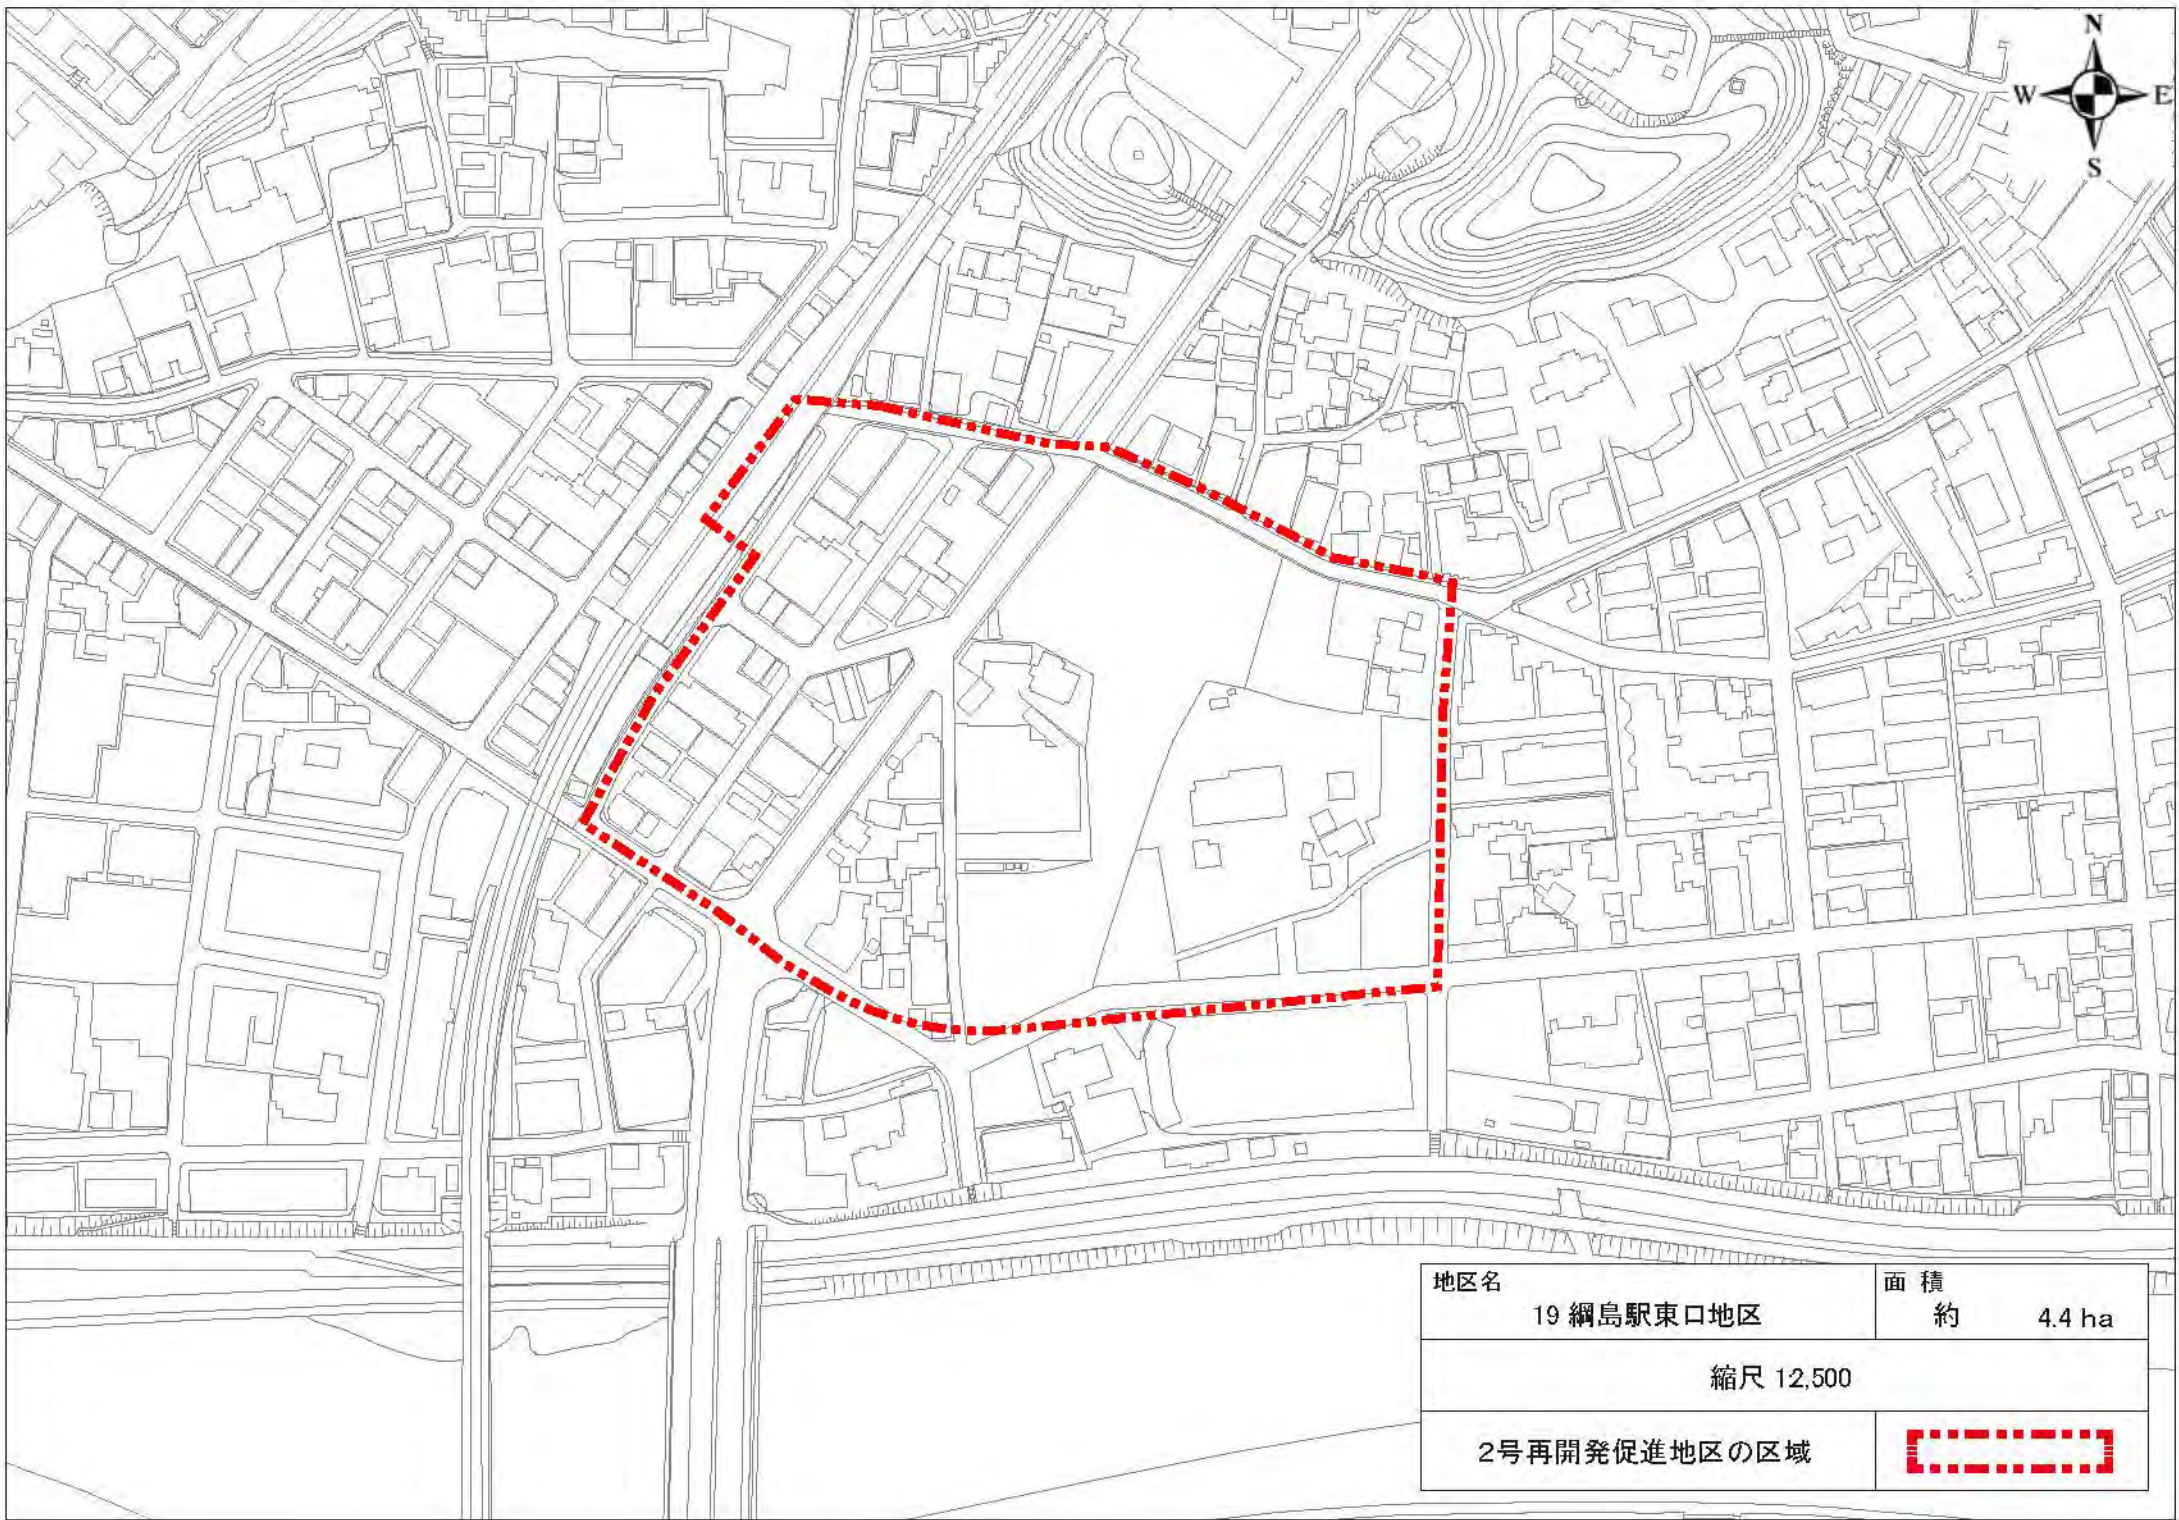 N
W E
S
地区名
19 綱島駅東口地区
面 積
約 4.4 ha
縮尺 12,500
2号再開発促進地区の区域